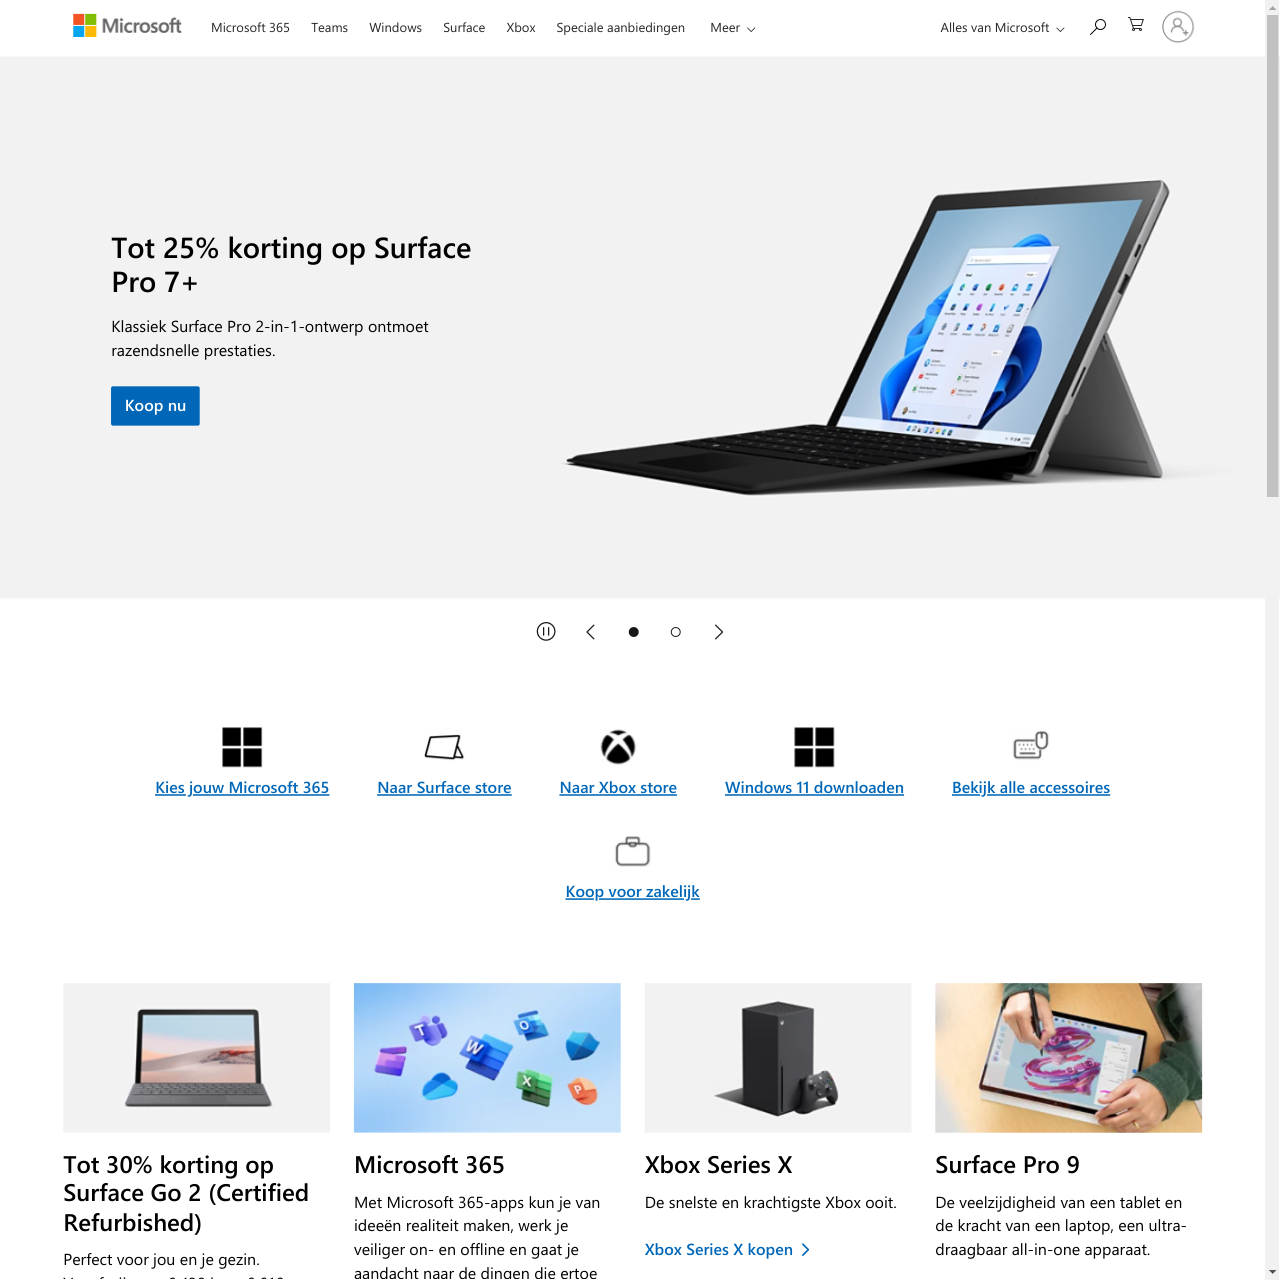 Microsoft
Microsoft 365
Teams
Windows
Surface
Xbox
Speciale aanbiedingen
Meer
Alles van Microsoft
Tot 25% korting op Surface
Pro 7+
Klassiek Surface Pro 2-in-1-ontwerp ontmoet
razendsnelle prestaties.
Koop nu
Kies jouw Microsoft 365
Naar Surface store
Naar Xbox store
Windows 11 downloaden
Bekijk alle accessoires
Koop voor zakelijk
Tot 30% korting op
Surface Go 2 (Certified
Refurbished)
Perfect voor jou en je gezin.
Microsoft 365
Met Microsoft 365-apps kun je van
ideeën realiteit maken, werk je
veiliger on- en offline en gaat je
aandacht naar de dingen die ertoe
Xbox Series X
De snelste en krachtigste Xbox ooit.
Xbox Series X kopen
Surface Pro 9
De veelzijdigheid van een tablet en
de kracht van een laptop, een ultra-
draagbaar all-in-one apparaat.